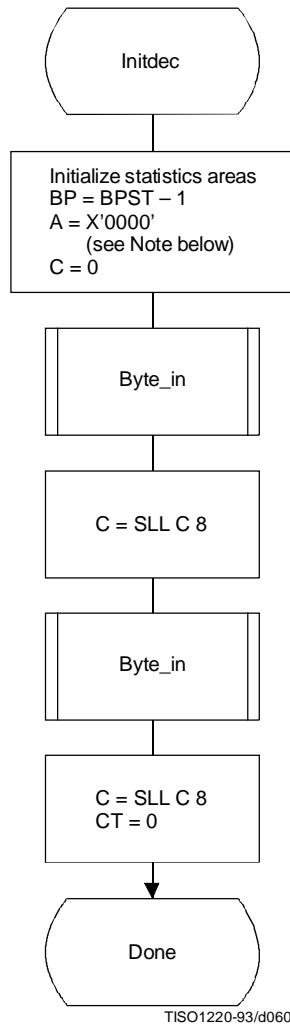 Initdec
Initialize statistics areas
BP = BPST – 1
A = X'0000'
(see Note below)
C = 0
Byte_in
C = SLL C 8
Byte_in
C = SLL C 8
CT = 0
Done
TISO1220-93/d060